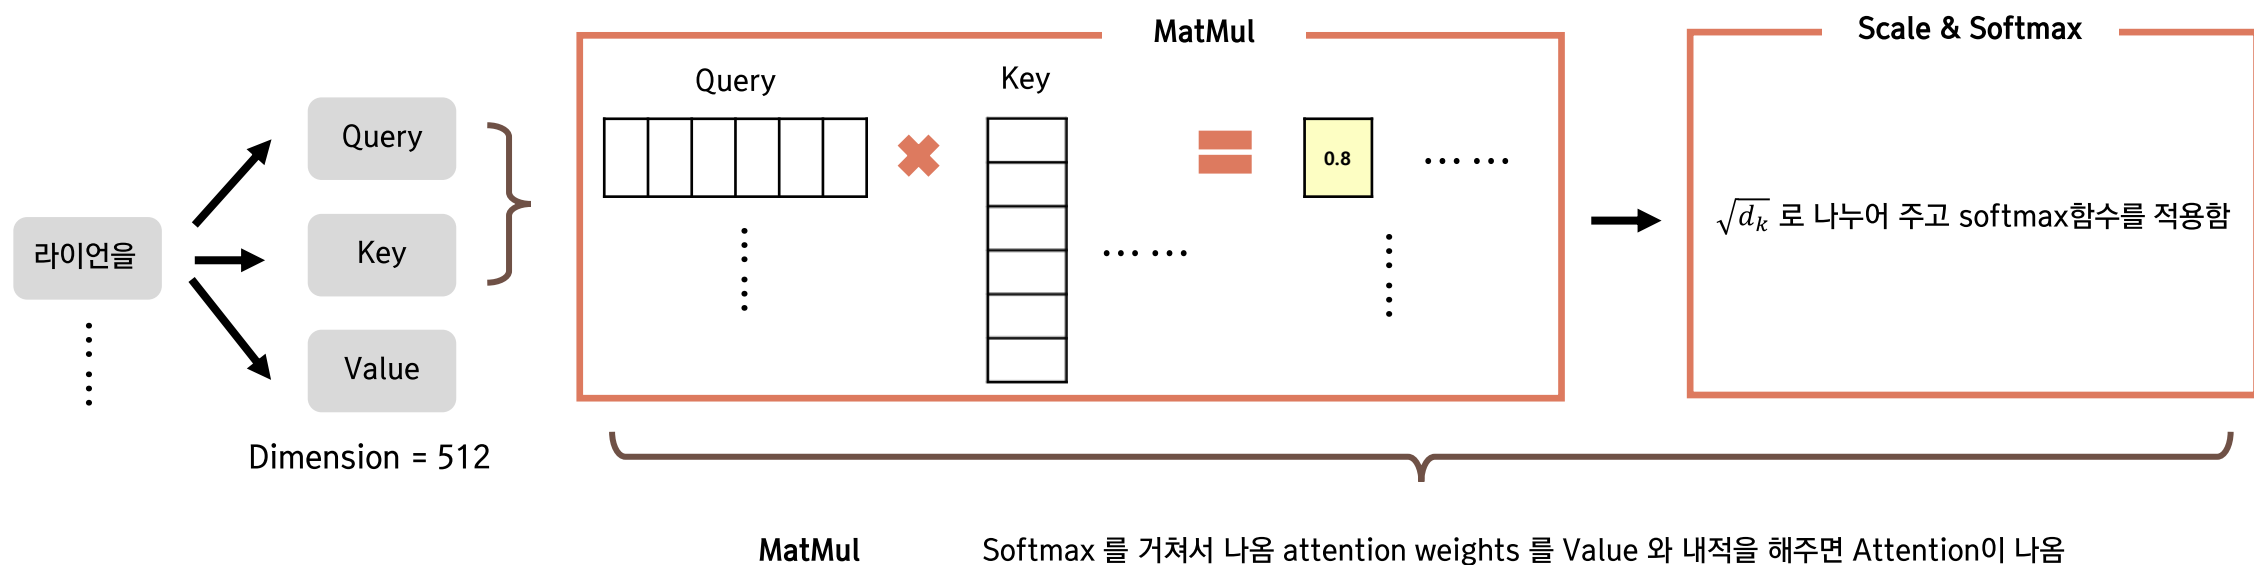 라이언을
Query
Key
Value
Dimension = 512
MatMul
Query
Key
0.8
Scale & Softmax
√d_k 로 나누어 주고 softmax함수를 적용함
MatMul
Softmax 를 거쳐서 나옴 attention weights 를 Value 와 내적을 해주면 Attention이 나옴